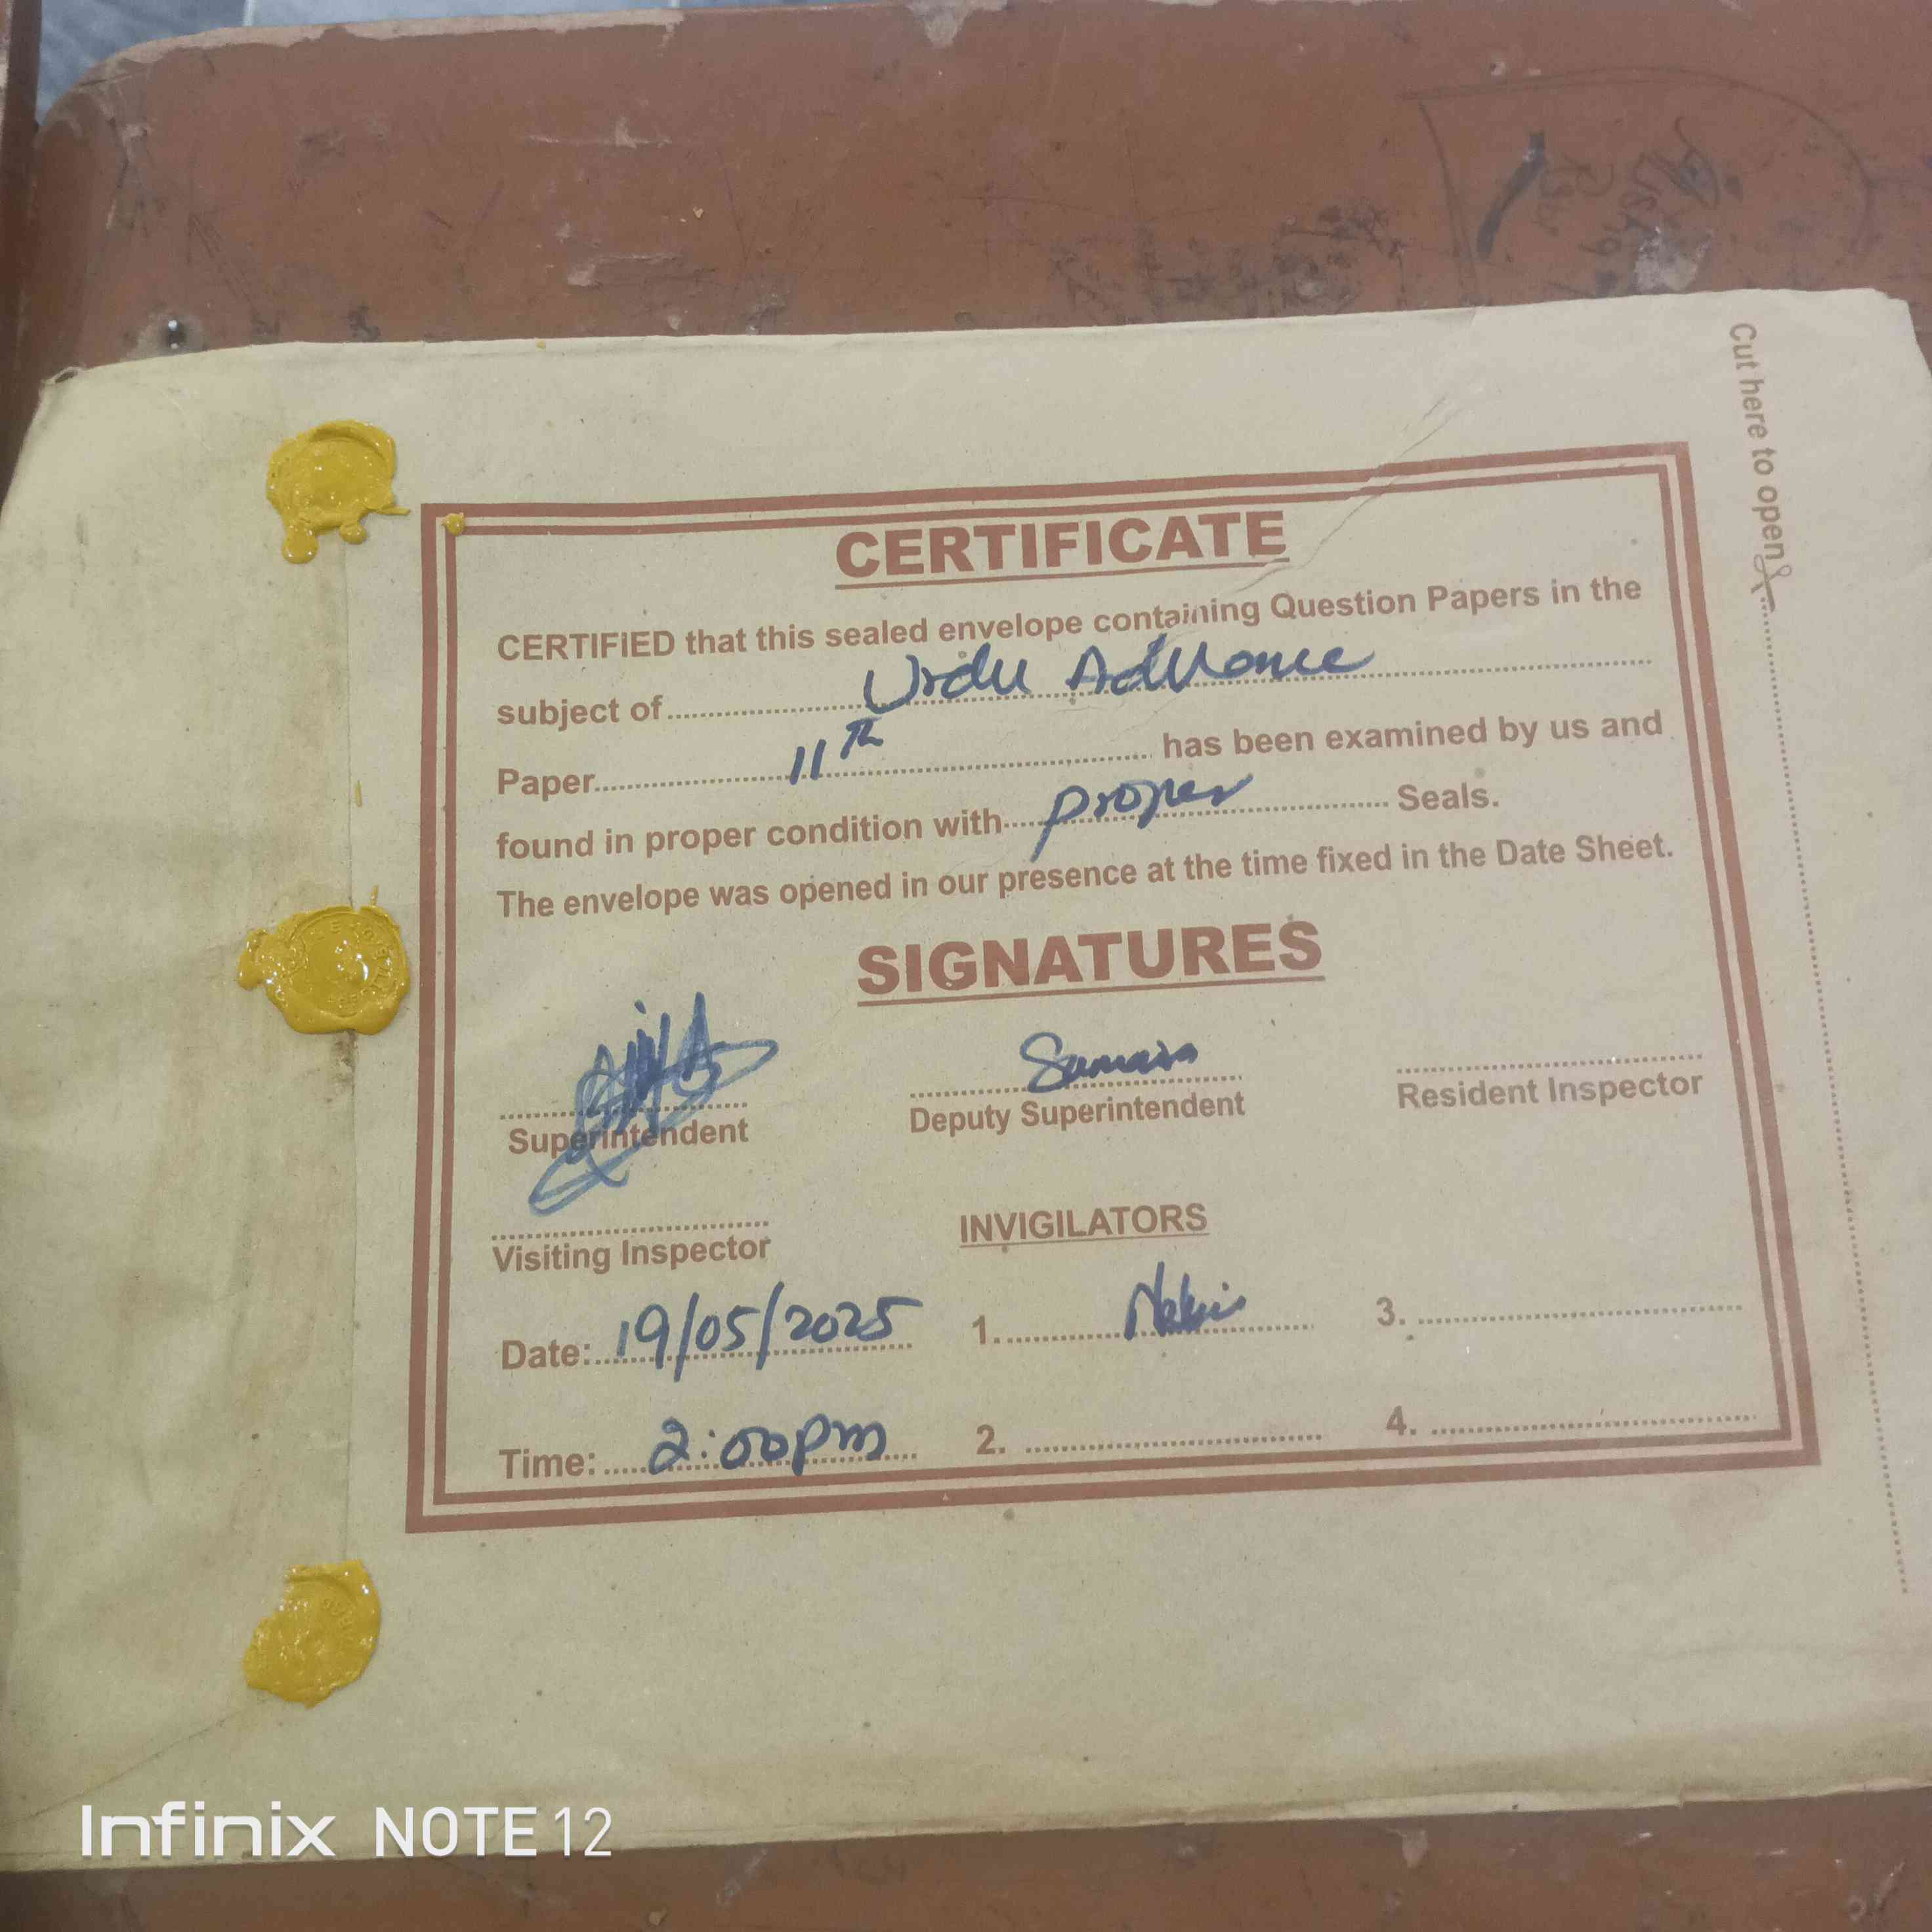 Cut here to open
CERTIFICATE
CERTIFIED that this sealed envelope containing Question Papers in the
subject of Urdu Advance
Paper 11th has been examined by us and
found in proper condition with proper Seals.
The envelope was opened in our presence at the time fixed in the Date Sheet.
SIGNATURES
Superintendent
Deputy Superintendent
Resident Inspector
Visiting Inspector
INVIGILATORS
Date: 19/05/2025
1.
3.
Time: 2:00pm
2.
4.
Infinix NOTE 12